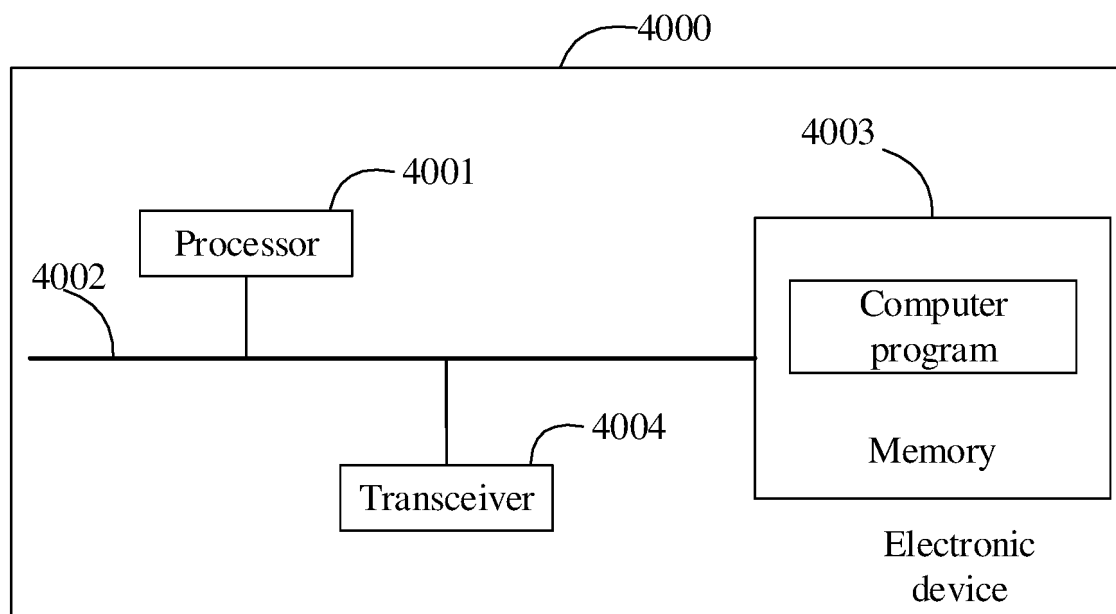 4000
4003
4001
Processor
4002
Computer
program
4004
Memory
Transceiver
Electronic
device